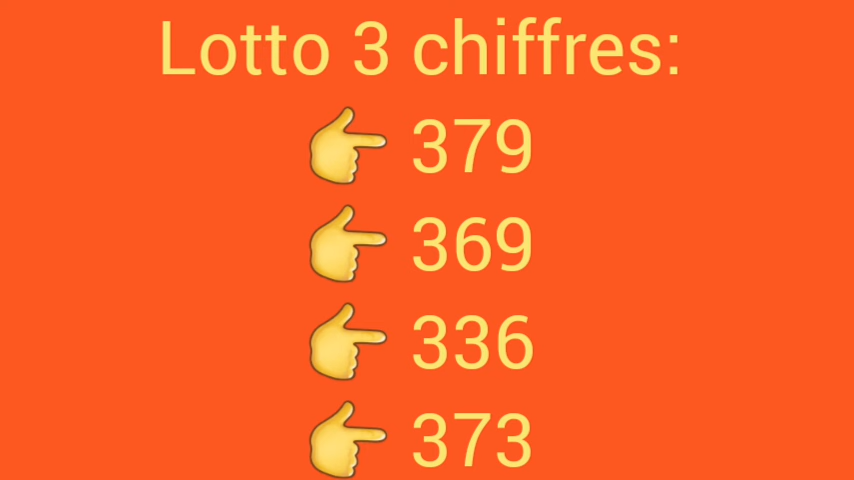 Lotto 3 chiffres:
👉 379
👉 369
👉 336
👉 373